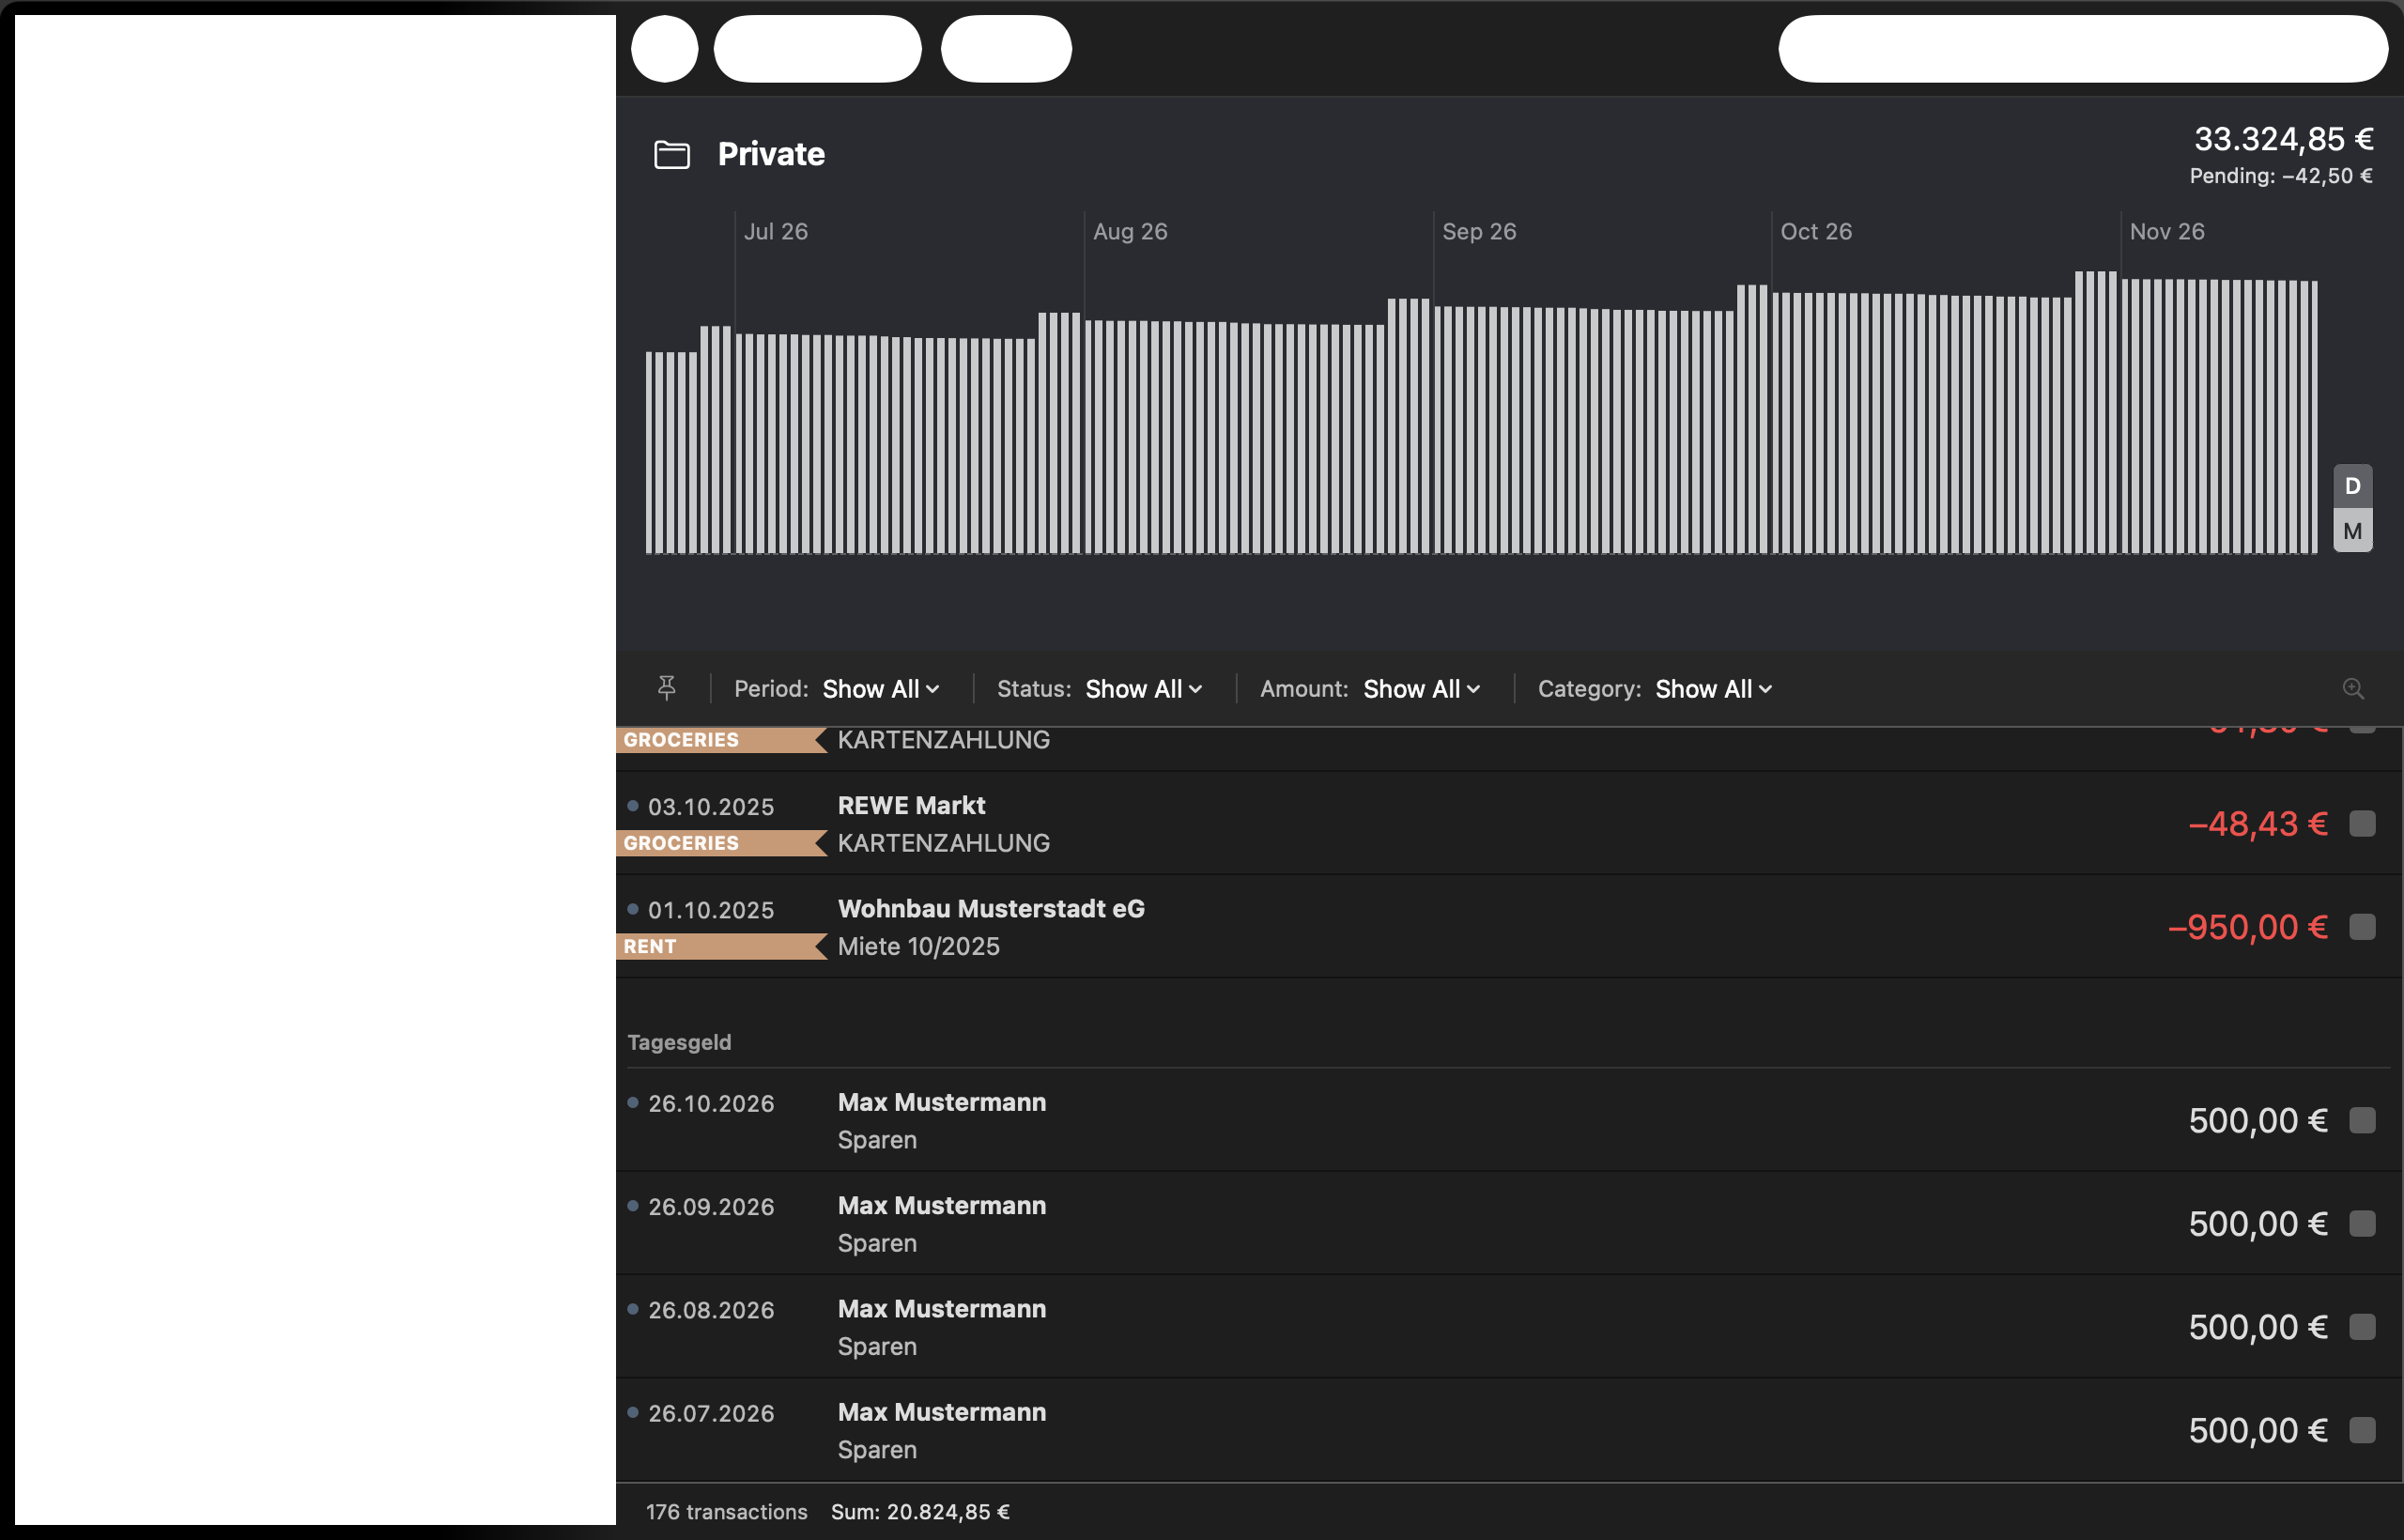 Private
33.324,85 €
Pending: −42,50 €
Jul 26
Aug 26
Sep 26
Oct 26
Nov 26
D
M
Period: Show All
Status: Show All
Amount: Show All
Category: Show All
GROCERIES KARTENZAHLUNG
03.10.2025 REWE Markt
−48,43 €
GROCERIES KARTENZAHLUNG
01.10.2025 Wohnbau Musterstadt eG
−950,00 €
RENT Miete 10/2025
Tagesgeld
26.10.2026 Max Mustermann
500,00 €
Sparen
26.09.2026 Max Mustermann
500,00 €
Sparen
26.08.2026 Max Mustermann
500,00 €
Sparen
26.07.2026 Max Mustermann
500,00 €
Sparen
176 transactions Sum: 20.824,85 €